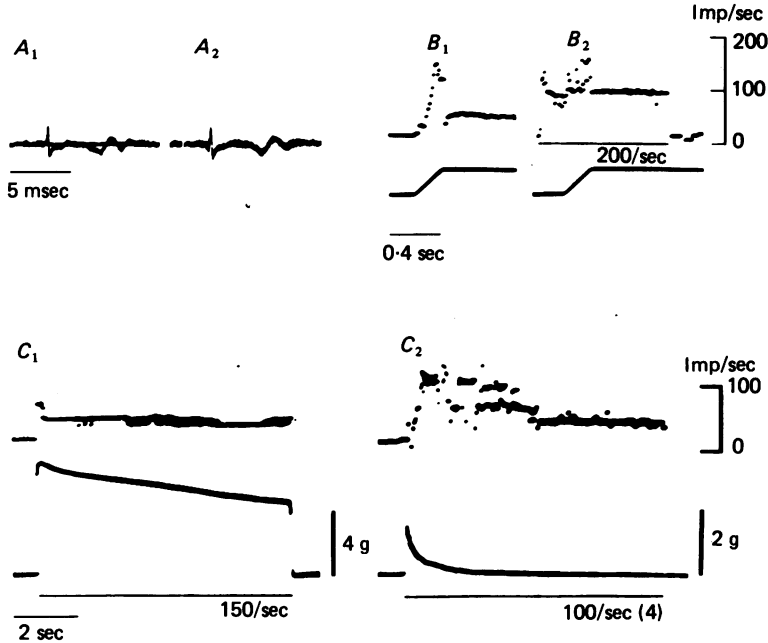 Imp/sec
A₁
A₂
B₁
B₂
200
100
0
200/sec
5 msec
0·4 sec
C₁
C₂
Imp/sec
100
0
4 g
2 g
150/sec
100/sec (4)
2 sec